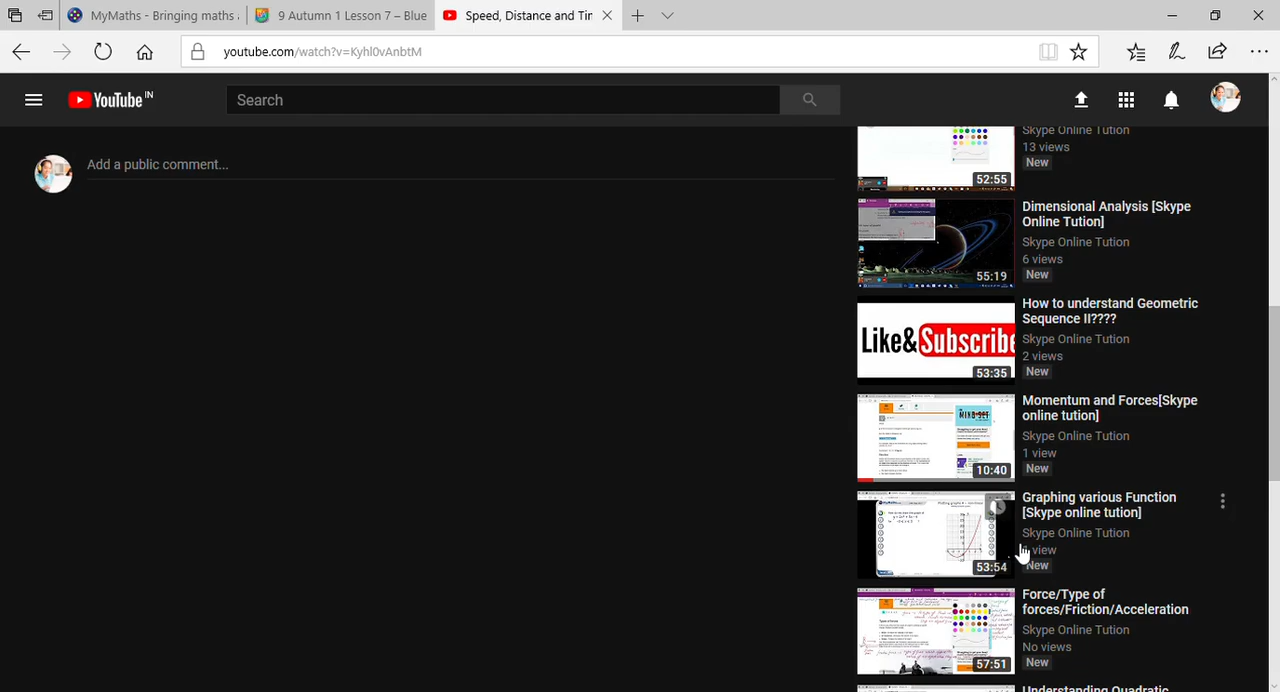 MyMaths - Bringing maths a
9 Autumn 1 Lesson 7 – Blue
Speed, Distance and Tin
youtube.com/watch?v=Kyhl0vAnbtM
YouTube IN
Search
Add a public comment...
Skype Online Tution
13 views
New
52:55
Dimensional Analysis [Skype
Online Tution]
Skype Online Tution
6 views
New
55:19
How to understand Geometric
Sequence II????
Skype Online Tution
2 views
New
Like& Subscribe
53:35
Momentum and Forces[Skype
online tution]
Skype Online Tution
1 view
New
MINDSET
10:40
Graphing various Function
[Skype online tution]
Skype Online Tution
view
New
53:54
Force/Type of
forces/Friction/Acceleration
Skype Online Tution
No views
New
57:51
Understanding Quadratic